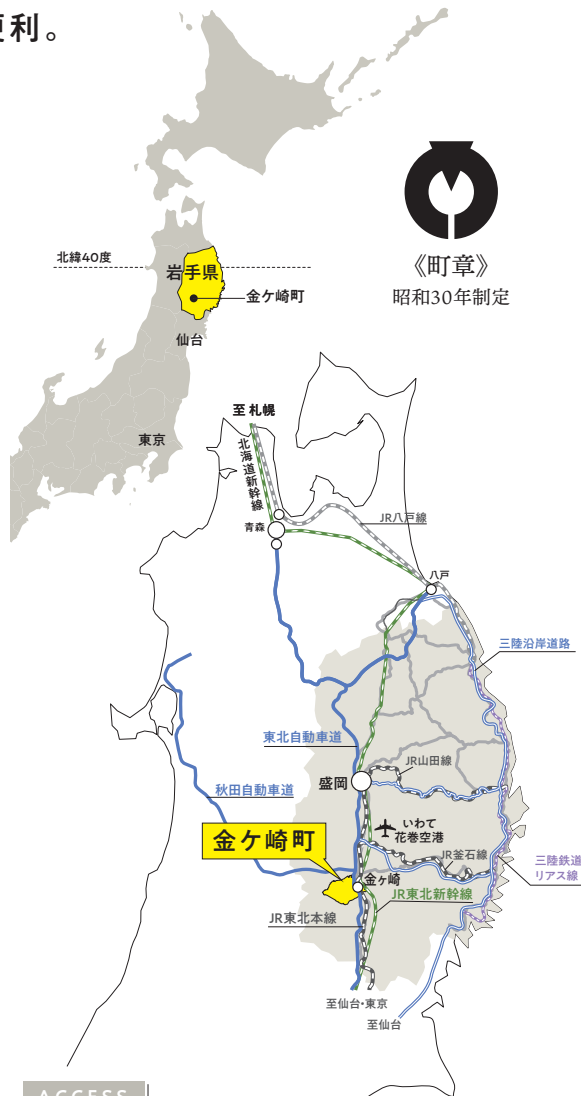 利。
北緯40度
岩手県
金ケ崎町
仙台
東京
《町章》
昭和30年制定
至 札幌
北海道新幹線
青森
JR八戸線
八戸
三陸沿岸道路
東北自動車道
JR山田線
盛岡
秋田自動車道
いわて
花巻空港
金ケ崎町
JR釜石線
三陸鉄道
リアス線
金ヶ崎
JR東北新幹線
JR東北本線
至仙台・東京
至仙台
ACCESS